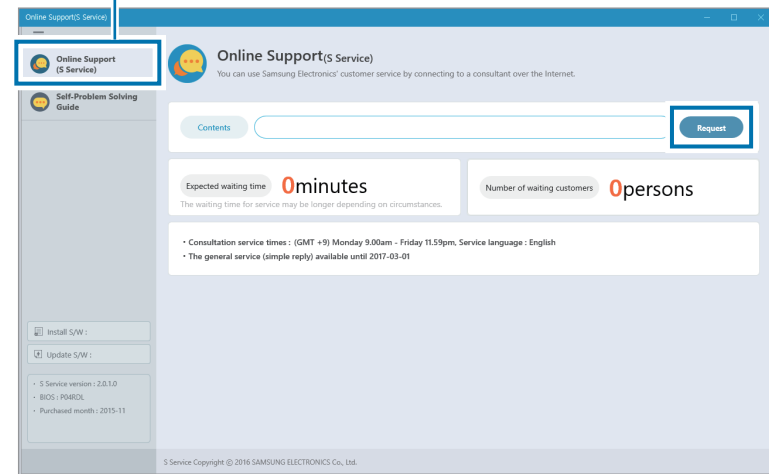 Online Support(S Service)
Online Support
(S Service)
Self-Problem Solving
Guide
Install S/W :
Update S/W :
• S Service version : 2.0.1.0
• BIOS : P04RDL
• Purchased month : 2015-11
Online Support(S Service)
You can use Samsung Electronics' customer service by connecting to a consultant over the Internet.
Contents
Request
Expected waiting time 0minutes
The waiting time for service may be longer depending on circumstances.
Number of waiting customers 0persons
• Consultation service times : (GMT +9) Monday 9.00am - Friday 11.59pm, Service language : English
• The general service (simple reply) available until 2017-03-01
S Service Copyright ⓒ 2016 SAMSUNG ELECTRONICS Co., Ltd.